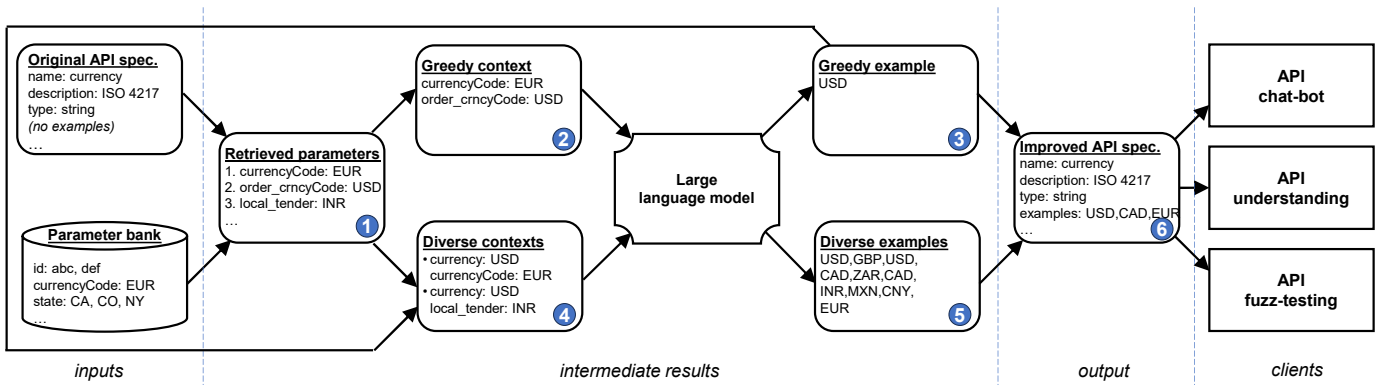 Original API spec.
name: currency
description: ISO 4217
type: string
(no examples)
…
Parameter bank
id: abc, def
currencyCode: EUR
state: CA, CO, NY
…
inputs
Retrieved parameters
1. currencyCode: EUR
2. order_crncyCode: USD
3. local_tender: INR
…
1
Greedy context
currencyCode: EUR
order_crncyCode: USD
2
Diverse contexts
• currency: USD
currencyCode: EUR
• currency: USD
local_tender: INR
4
Large
language model
Greedy example
USD
3
Diverse examples
USD,GBP,USD,
CAD,ZAR,CAD,
INR,MXN,CNY,
EUR
5
intermediate results
Improved API spec.
name: currency
description: ISO 4217
type: string
examples: USD,CAD,EUR
…
6
output
API
chat-bot
API
understanding
API
fuzz-testing
clients